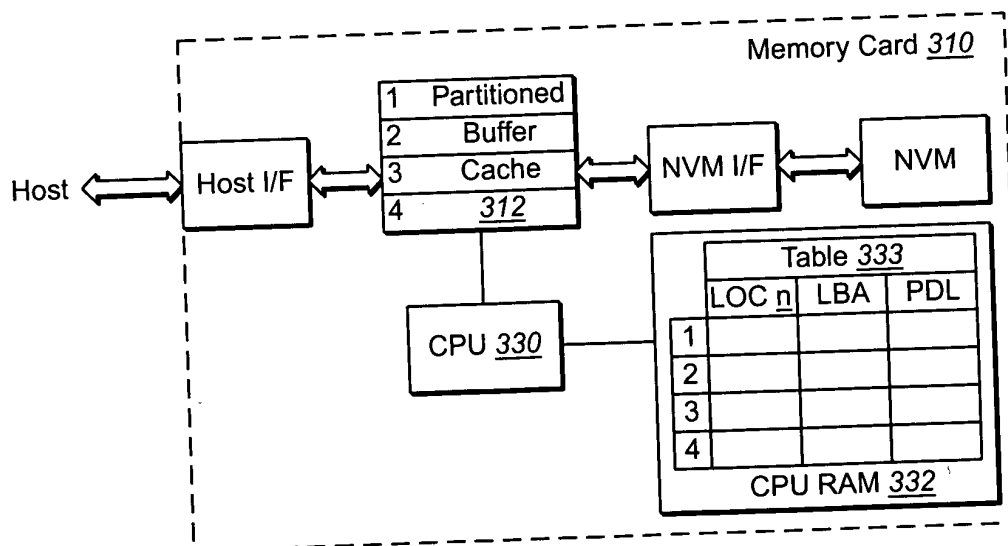 Memory Card 310
1 Partitioned
2 Buffer
3 Cache
4 312
Host
Host I/F
NVM I/F
NVM
CPU 330
Table 333
LOC n LBA PDL
1
2
3
4
CPU RAM 332